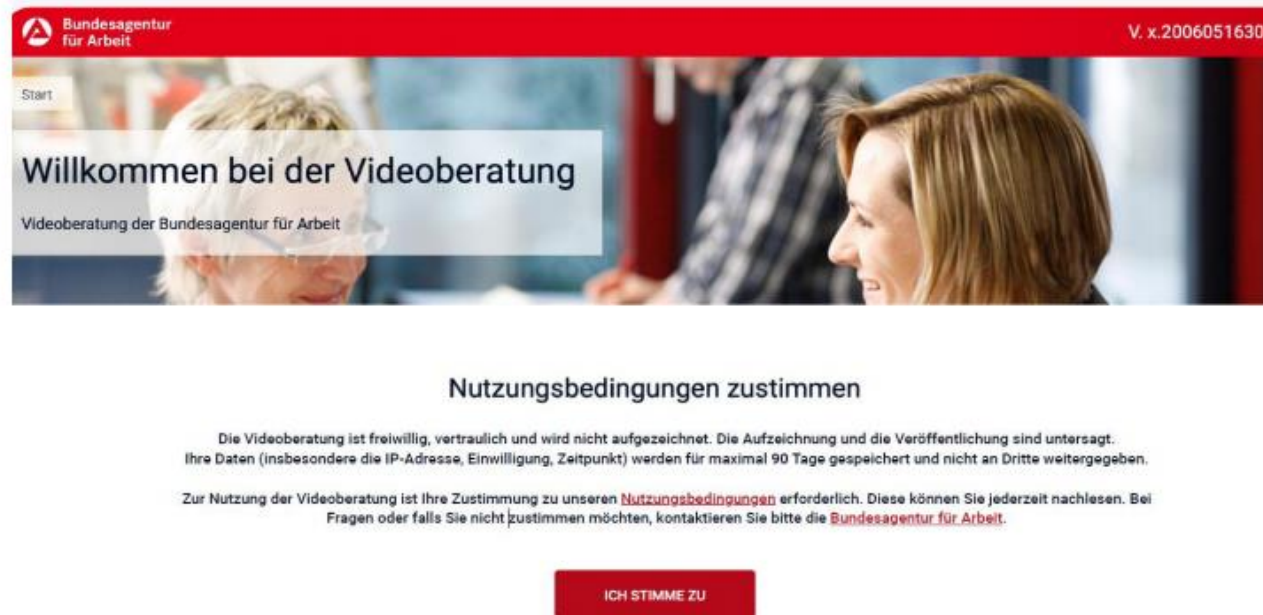 Bundesagentur
für Arbeit
V. x.2006051630
Start
Willkommen bei der Videoberatung
Videoberatung der Bundesagentur für Arbeit
Nutzungsbedingungen zustimmen
Die Videoberatung ist freiwillig, vertraulich und wird nicht aufgezeichnet. Die Aufzeichnung und die Veröffentlichung sind untersagt.
Ihre Daten (insbesondere die IP-Adresse, Einwilligung, Zeitpunkt) werden für maximal 90 Tage gespeichert und nicht an Dritte weitergegeben.
Zur Nutzung der Videoberatung ist Ihre Zustimmung zu unseren Nutzungsbedingungen erforderlich. Diese können Sie jederzeit nachlesen. Bei
Fragen oder falls Sie nicht zustimmen möchten, kontaktieren Sie bitte die Bundesagentur für Arbeit.
ICH STIMME ZU